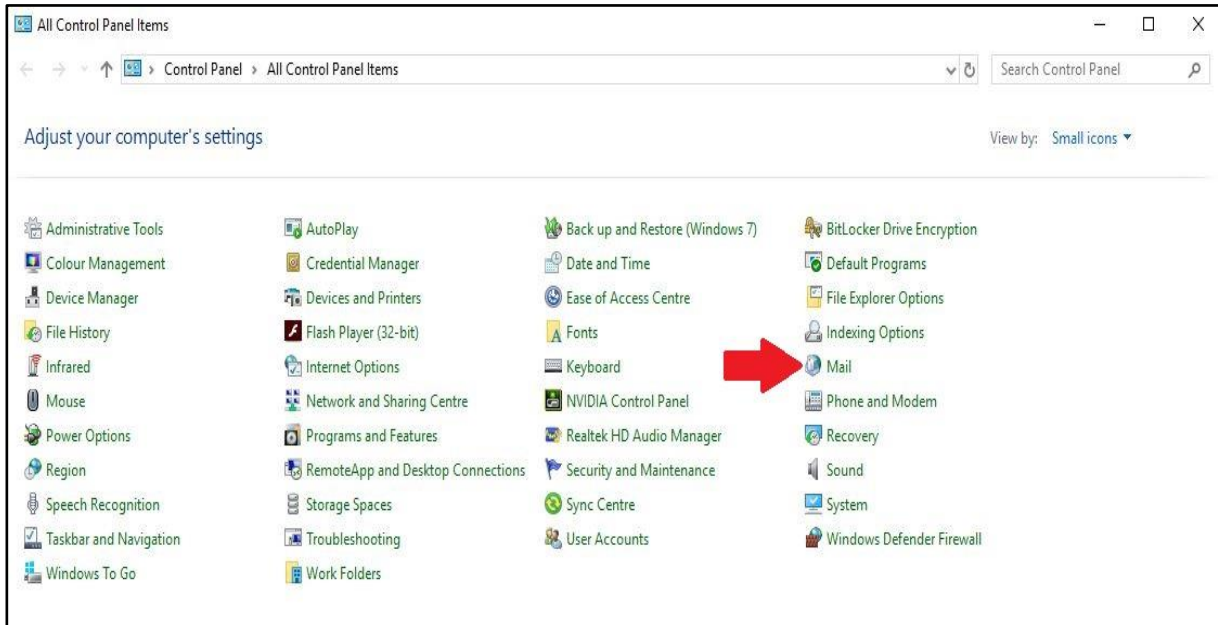 All Control Panel Items
Control Panel > All Control Panel Items
Search Control Panel
Adjust your computer's settings
View by: Small icons
Administrative Tools AutoPlay Back up and Restore (Windows 7) BitLocker Drive Encryption
Colour Management Credential Manager Date and Time Default Programs
Device Manager Devices and Printers Ease of Access Centre File Explorer Options
File History Flash Player (32-bit) Fonts Indexing Options
Infrared Internet Options Keyboard Mail
Mouse Network and Sharing Centre NVIDIA Control Panel Phone and Modem
Power Options Programs and Features Realtek HD Audio Manager Recovery
Region RemoteApp and Desktop Connections Security and Maintenance Sound
Speech Recognition Storage Spaces Sync Centre System
Taskbar and Navigation Troubleshooting User Accounts Windows Defender Firewall
Windows To Go Work Folders